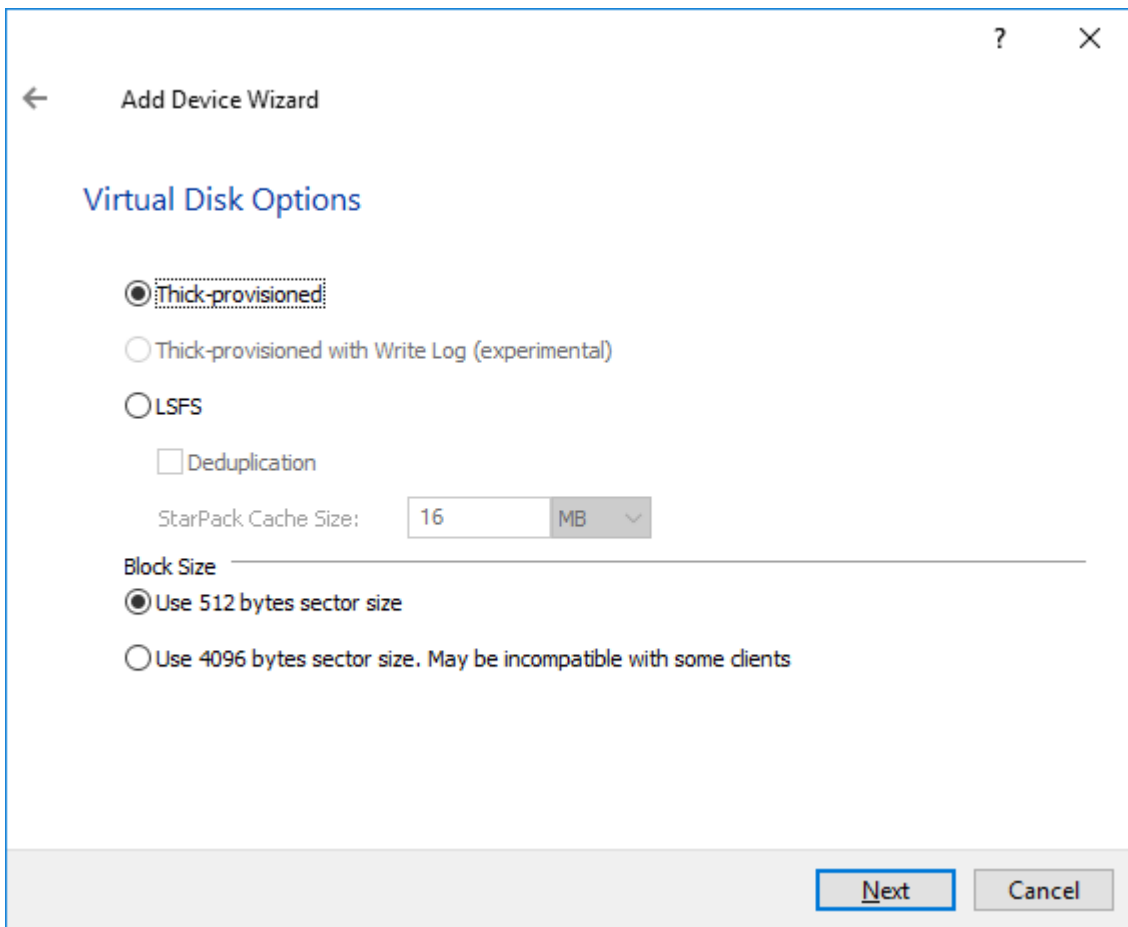 ?
Add Device Wizard
Virtual Disk Options
Thick-provisioned
Thick-provisioned with Write Log (experimental)
LSFS
Deduplication
StarPack Cache Size: 16 MB
Block Size
Use 512 bytes sector size
Use 4096 bytes sector size. May be incompatible with some clients
Next Cancel